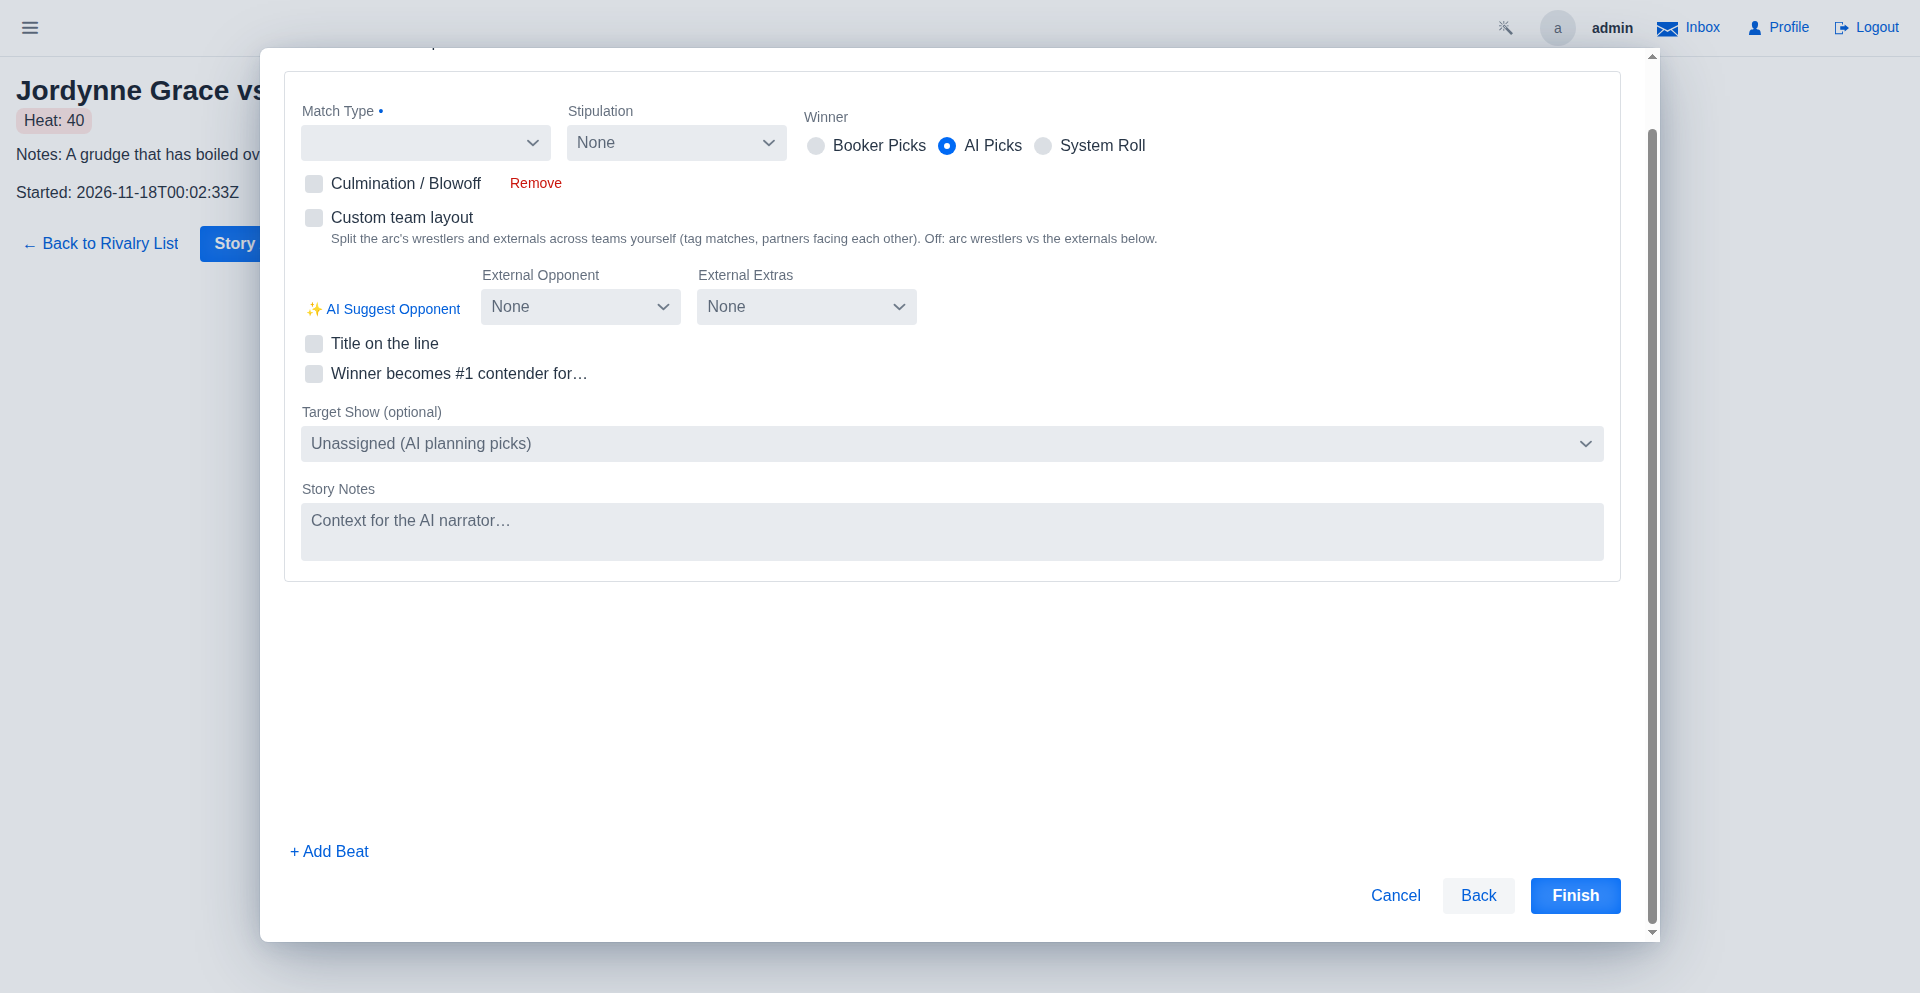 a admin Inbox Profile Logout
Jordynne Grace vs
Heat: 40
Notes: A grudge that has boiled ov
Started: 2026-11-18T00:02:33Z
← Back to Rivalry List Story
Match Type • Stipulation Winner
None Booker Picks AI Picks System Roll
Culmination / Blowoff Remove
Custom team layout
Split the arc's wrestlers and externals across teams yourself (tag matches, partners facing each other). Off: arc wrestlers vs the externals below.
External Opponent External Extras
✨ AI Suggest Opponent None None
Title on the line
Winner becomes #1 contender for…
Target Show (optional)
Unassigned (AI planning picks)
Story Notes
Context for the AI narrator…
+ Add Beat
Cancel Back Finish